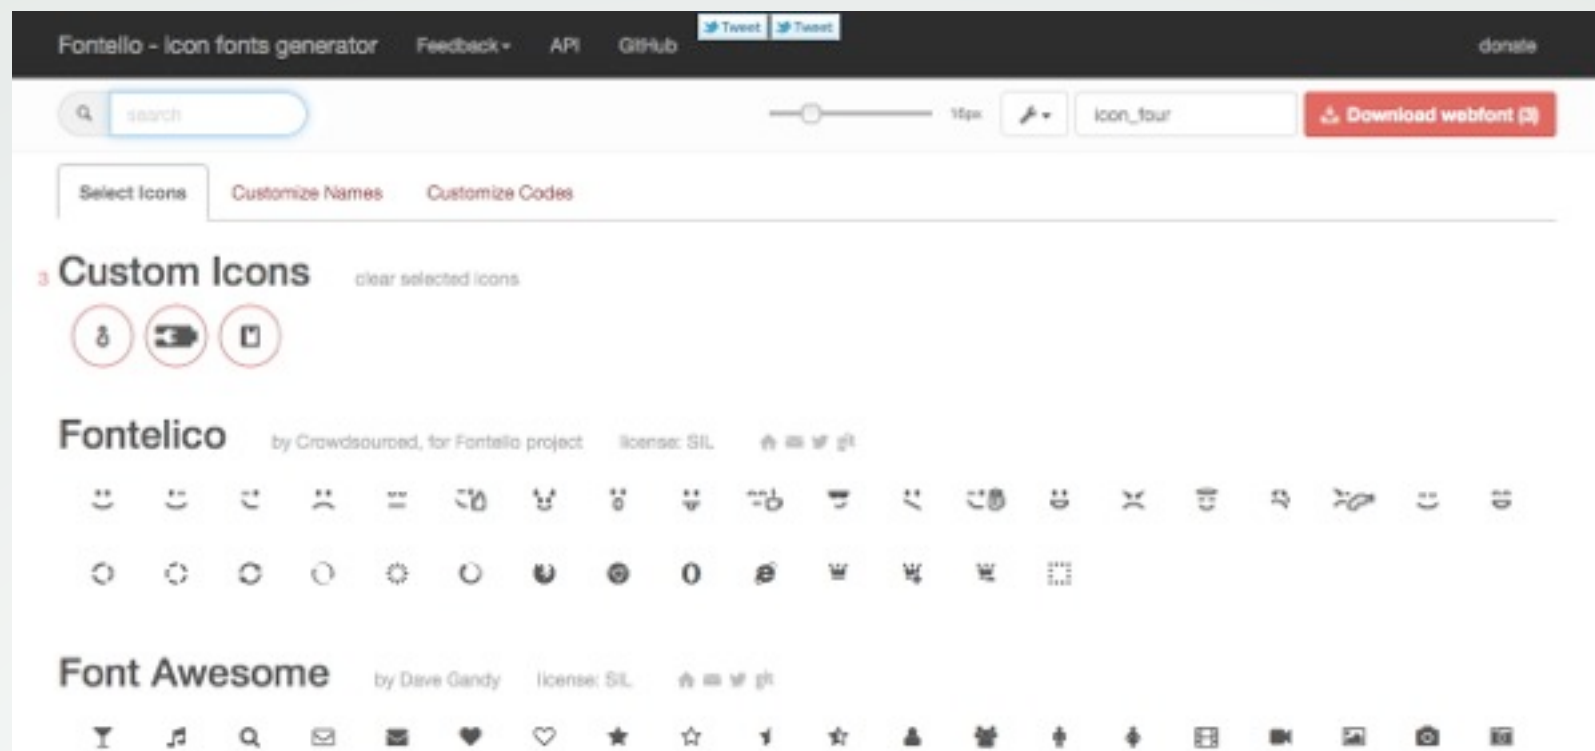 Fontello - icon fonts generator Feedback API GitHub Tweet Tweet donate
search 16px icon_four Download webfont (3)
Select Icons Customize Names Customize Codes
3 Custom Icons clear selected icons
Fontelico by Crowdsourced, for Fontello project license: SIL git
Font Awesome by Dave Gandy license: SIL git